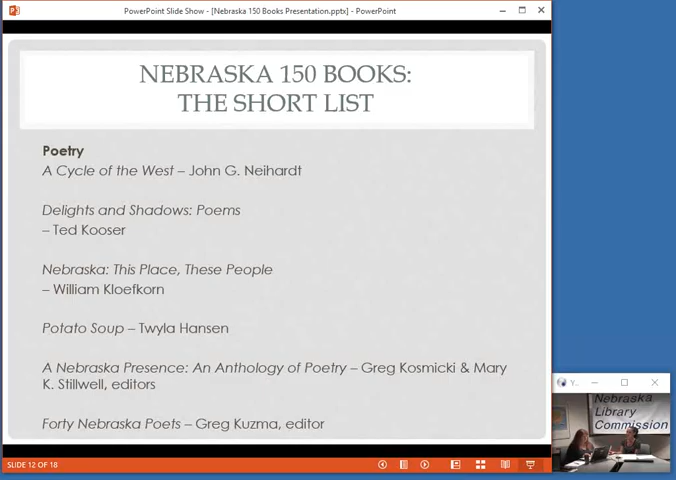 PowerPoint Slide Show - [Nebraska 150 Books Presentation.pptx] - PowerPoint
NEBRASKA 150 BOOKS:
THE SHORT LIST
Poetry
A Cycle of the West – John G. Neihardt
Delights and Shadows: Poems
– Ted Kooser
Nebraska: This Place, These People
– William Kloefkorn
Potato Soup – Twyla Hansen
A Nebraska Presence: An Anthology of Poetry – Greg Kosmicki & Mary
K. Stillwell, editors
Forty Nebraska Poets – Greg Kuzma, editor
SLIDE 12 OF 18
Y...
Nebraska
Library
Commission